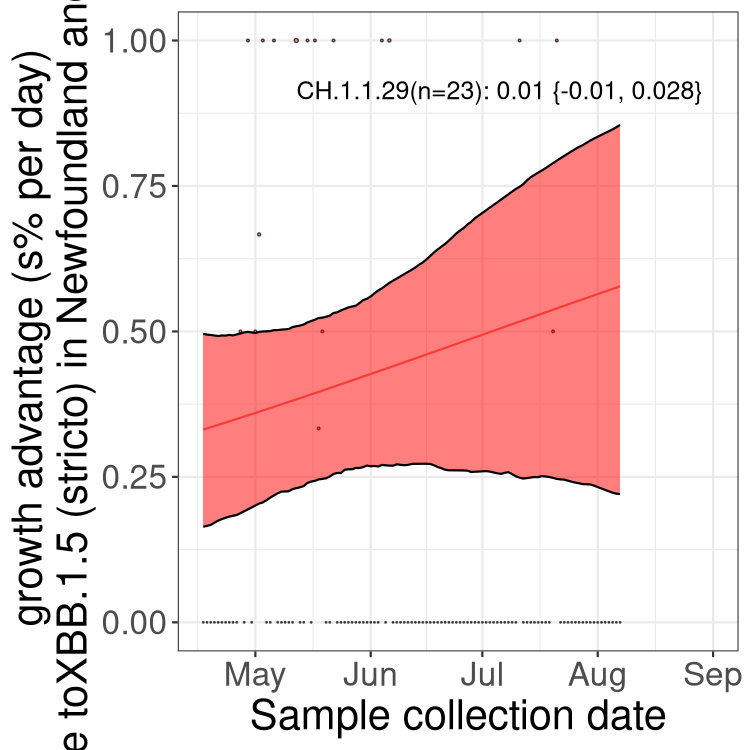 growth advantage (s% per day)
e toXBB.1.5 (stricto) in Newfoundland and
1.00
0.75
0.50
0.25
0.00
CH.1.1.29(n=23): 0.01 {-0.01, 0.028}
May Jun Jul Aug Sep
Sample collection date